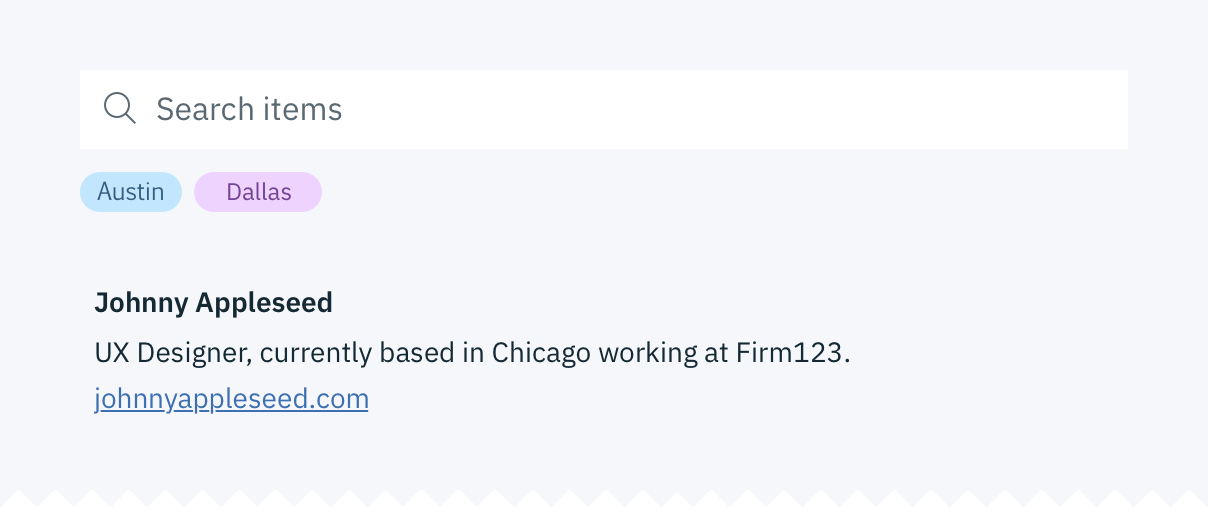 Search items
Austin Dallas
Johnny Appleseed
UX Designer, currently based in Chicago working at Firm123.
johnnyappleseed.com